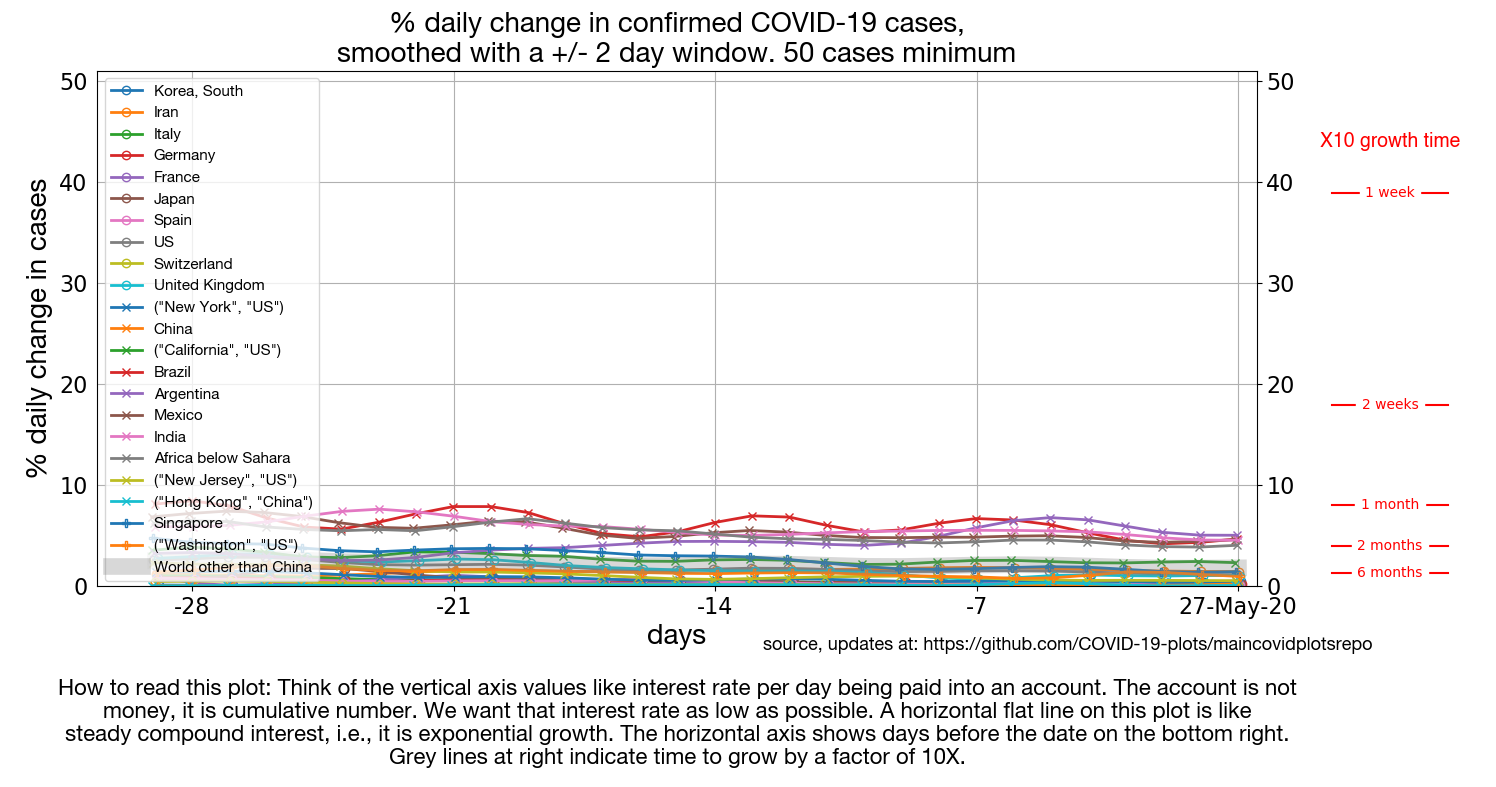 % daily change in confirmed COVID-19 cases,
smoothed with a +/- 2 day window. 50 cases minimum
% daily change in cases
50
40
30
20
10
0
Korea, South
Iran
Italy
Germany
France
Japan
Spain
US
Switzerland
United Kingdom
("New York", "US")
China
("California", "US")
Brazil
Argentina
Mexico
India
Africa below Sahara
("New Jersey", "US")
("Hong Kong", "China")
Singapore
("Washington", "US")
World other than China
50
40
30
20
10
0
X10 growth time
1 week
2 weeks
1 month
2 months
6 months
-28
-21
-14
-7
27-May-20
days
source, updates at: https://github.com/COVID-19-plots/maincovidplotsrepo
How to read this plot: Think of the vertical axis values like interest rate per day being paid into an account. The account is not
money, it is cumulative number. We want that interest rate as low as possible. A horizontal flat line on this plot is like
steady compound interest, i.e., it is exponential growth. The horizontal axis shows days before the date on the bottom right.
Grey lines at right indicate time to grow by a factor of 10X.